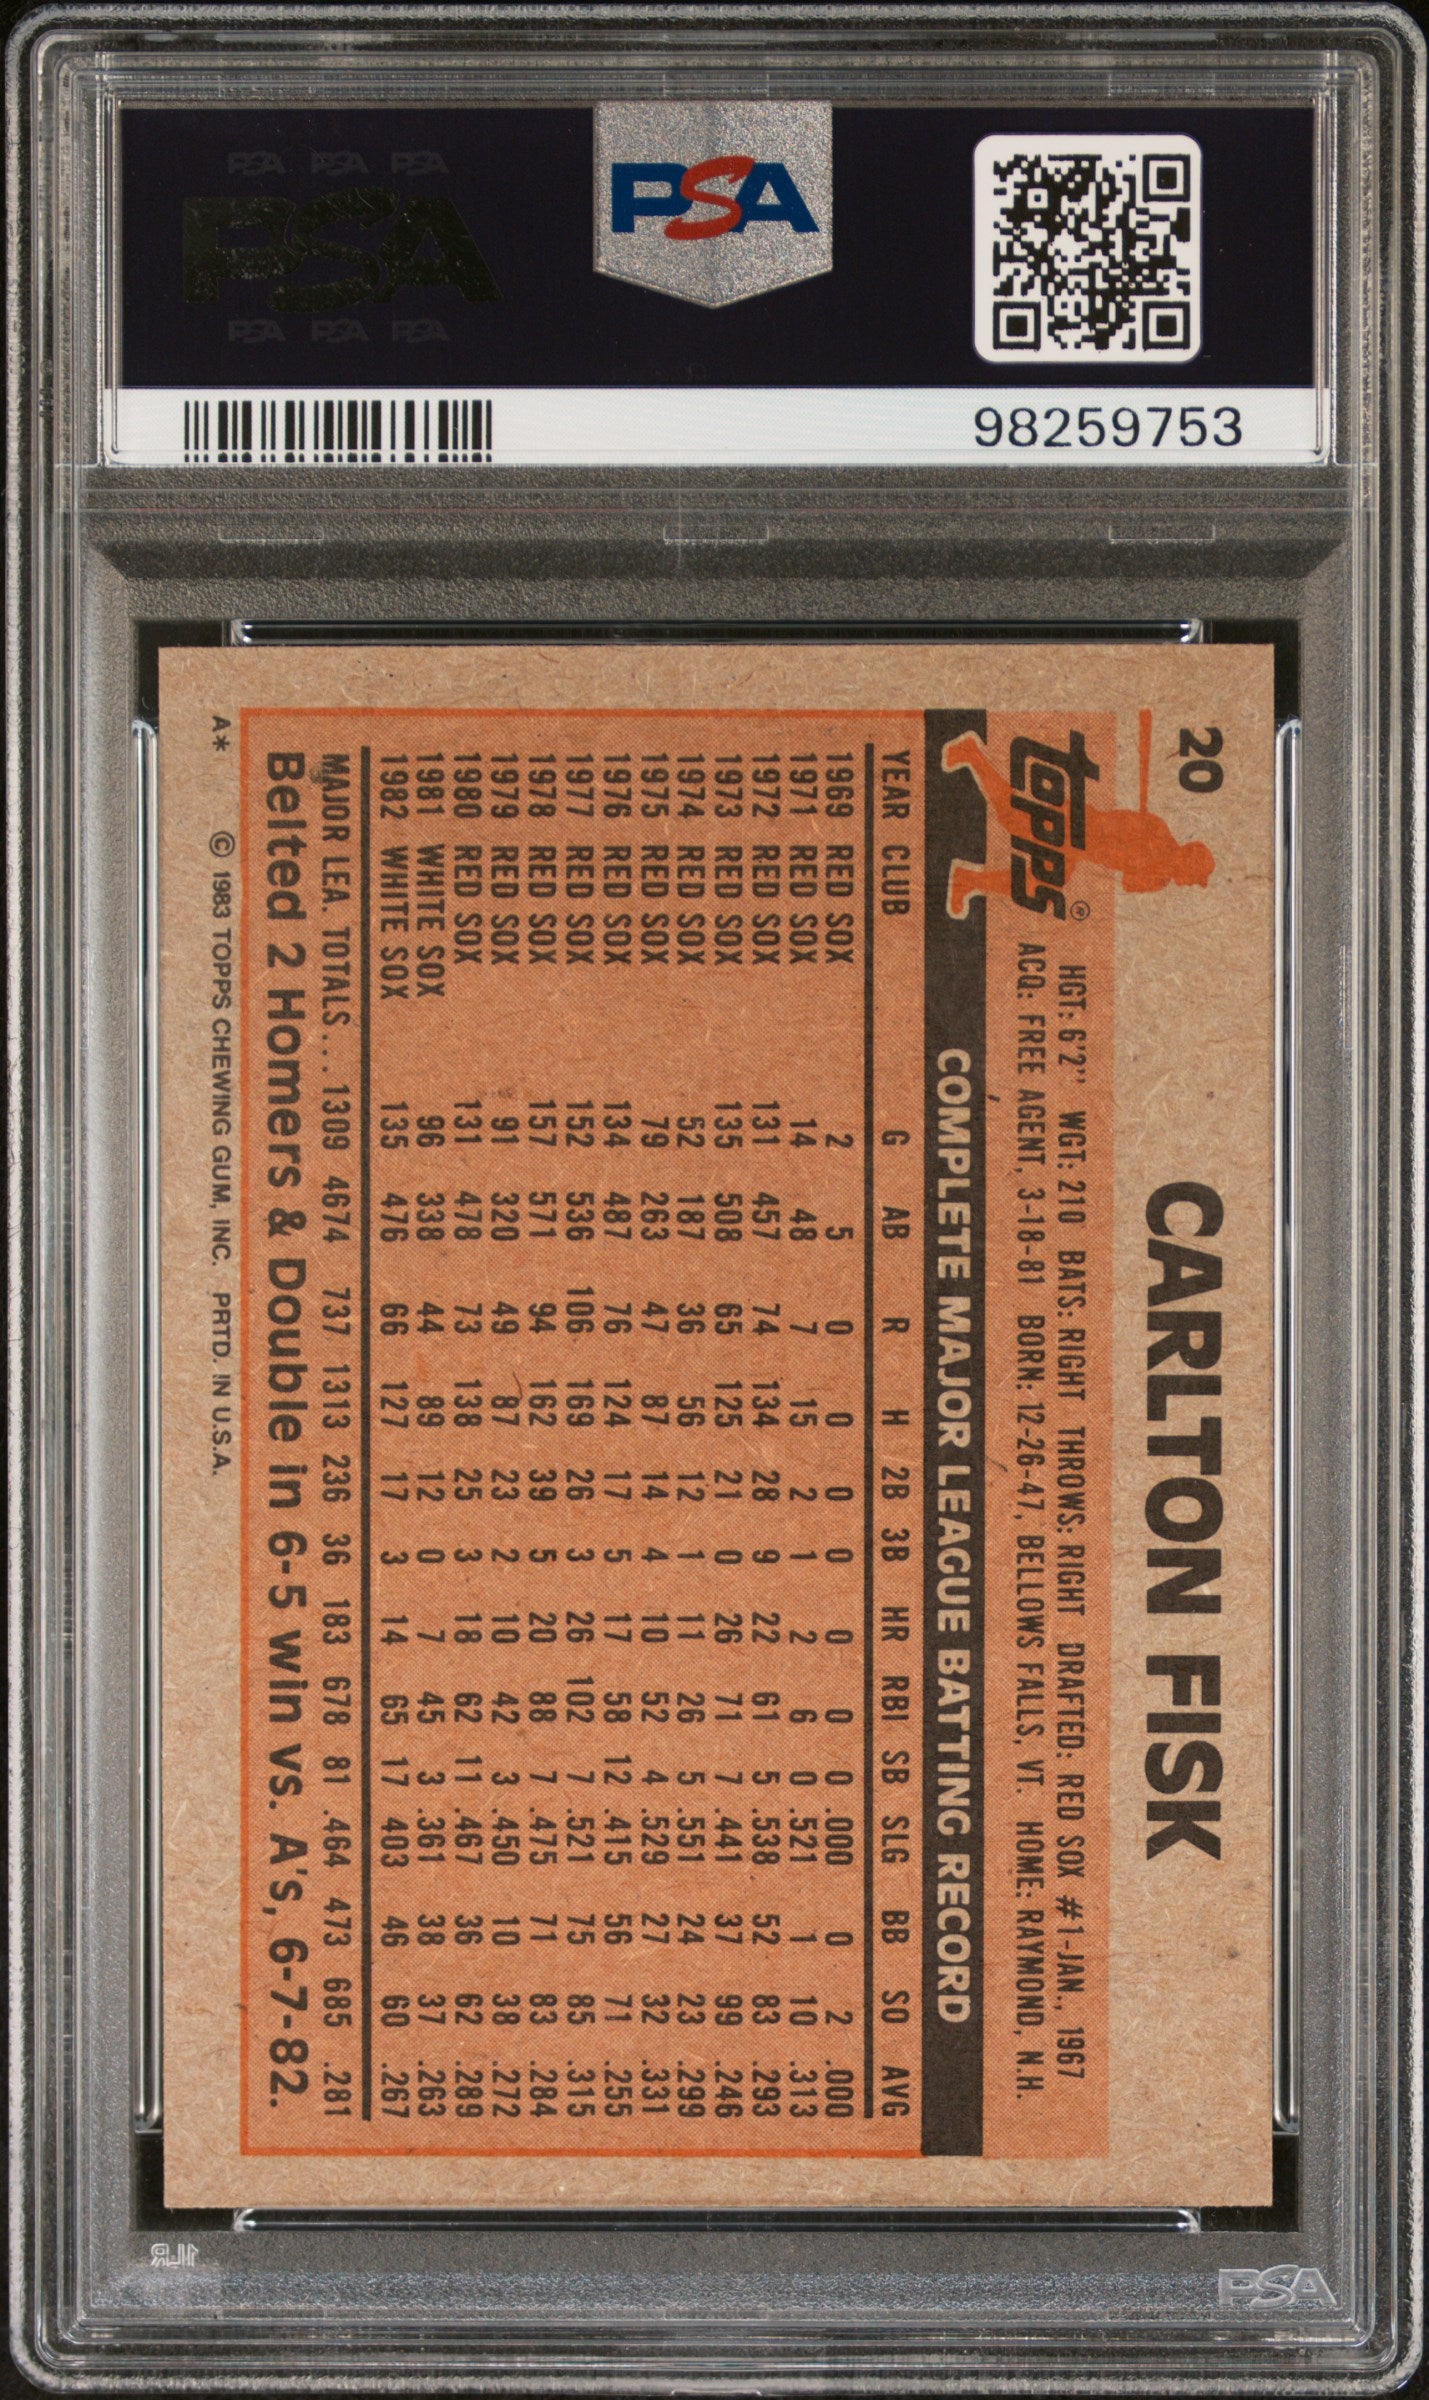 PSA PSA PSA
PSA
PSA PSA PSA
PSA
98259753
20
CARLTON FISK
TOPPS®
HGT: 6'2" WGT: 210 BATS: RIGHT THROWS: RIGHT DRAFTED: RED SOX #1-JAN., 1967
ACQ: FREE AGENT, 3-18-81 BORN: 12-26-47, BELLOWS FALLS, VT. HOME: RAYMOND, N.H.
COMPLETE MAJOR LEAGUE BATTING RECORD
YEAR CLUB G AB R H 2B 3B HR RBI SB SLG BB SO AVG
1969 RED SOX 2 5 0 0 0 0 0 0 0 .000 0 2 .000
1971 RED SOX 14 48 7 15 2 1 2 6 0 .521 1 10 .313
1972 RED SOX 131 457 74 134 28 9 22 61 5 .538 52 83 .293
1973 RED SOX 135 508 65 125 21 0 26 71 7 .441 37 99 .246
1974 RED SOX 52 187 36 56 12 1 11 26 5 .551 24 23 .299
1975 RED SOX 79 263 47 87 14 4 10 52 4 .529 27 32 .331
1976 RED SOX 134 487 76 124 17 5 17 58 12 .415 56 71 .255
1977 RED SOX 152 536 106 169 26 3 26 102 7 .521 75 85 .315
1978 RED SOX 157 571 94 162 39 5 20 88 7 .475 71 83 .284
1979 RED SOX 91 320 49 87 23 2 10 42 3 .450 10 38 .272
1980 RED SOX 131 478 73 138 25 3 18 62 11 .467 36 62 .289
1981 WHITE SOX 96 338 44 89 12 0 7 45 3 .361 38 37 .263
1982 WHITE SOX 135 476 66 127 17 3 14 65 17 .403 46 60 .267
MAJOR LEA. TOTALS... 1309 4674 737 1313 236 36 183 678 81 .464 473 685 .281
Belted 2 Homers & Double in 6-5 win vs. A's, 6-7-82.
A* © 1983 TOPPS CHEWING GUM, INC. PRTD. IN U.S.A.
PSA